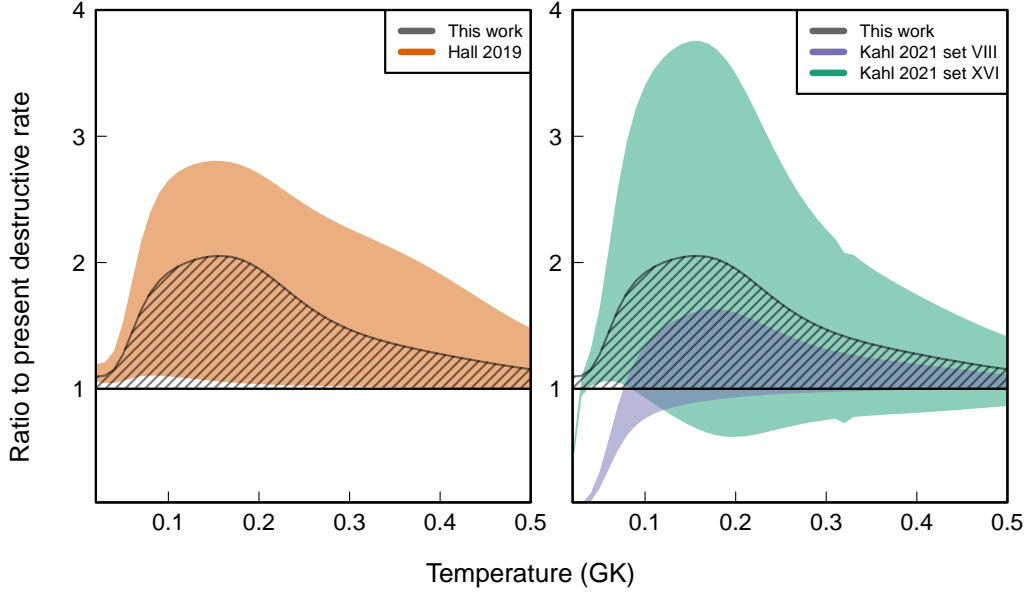 Ratio to present destructive rate
4
3
2
1
This work
Hall 2019
0.1
0.2
0.3
0.4
0.5
4
3
2
1
This work
Kahl 2021 set VIII
Kahl 2021 set XVI
0.1
0.2
0.3
0.4
0.5
Temperature (GK)